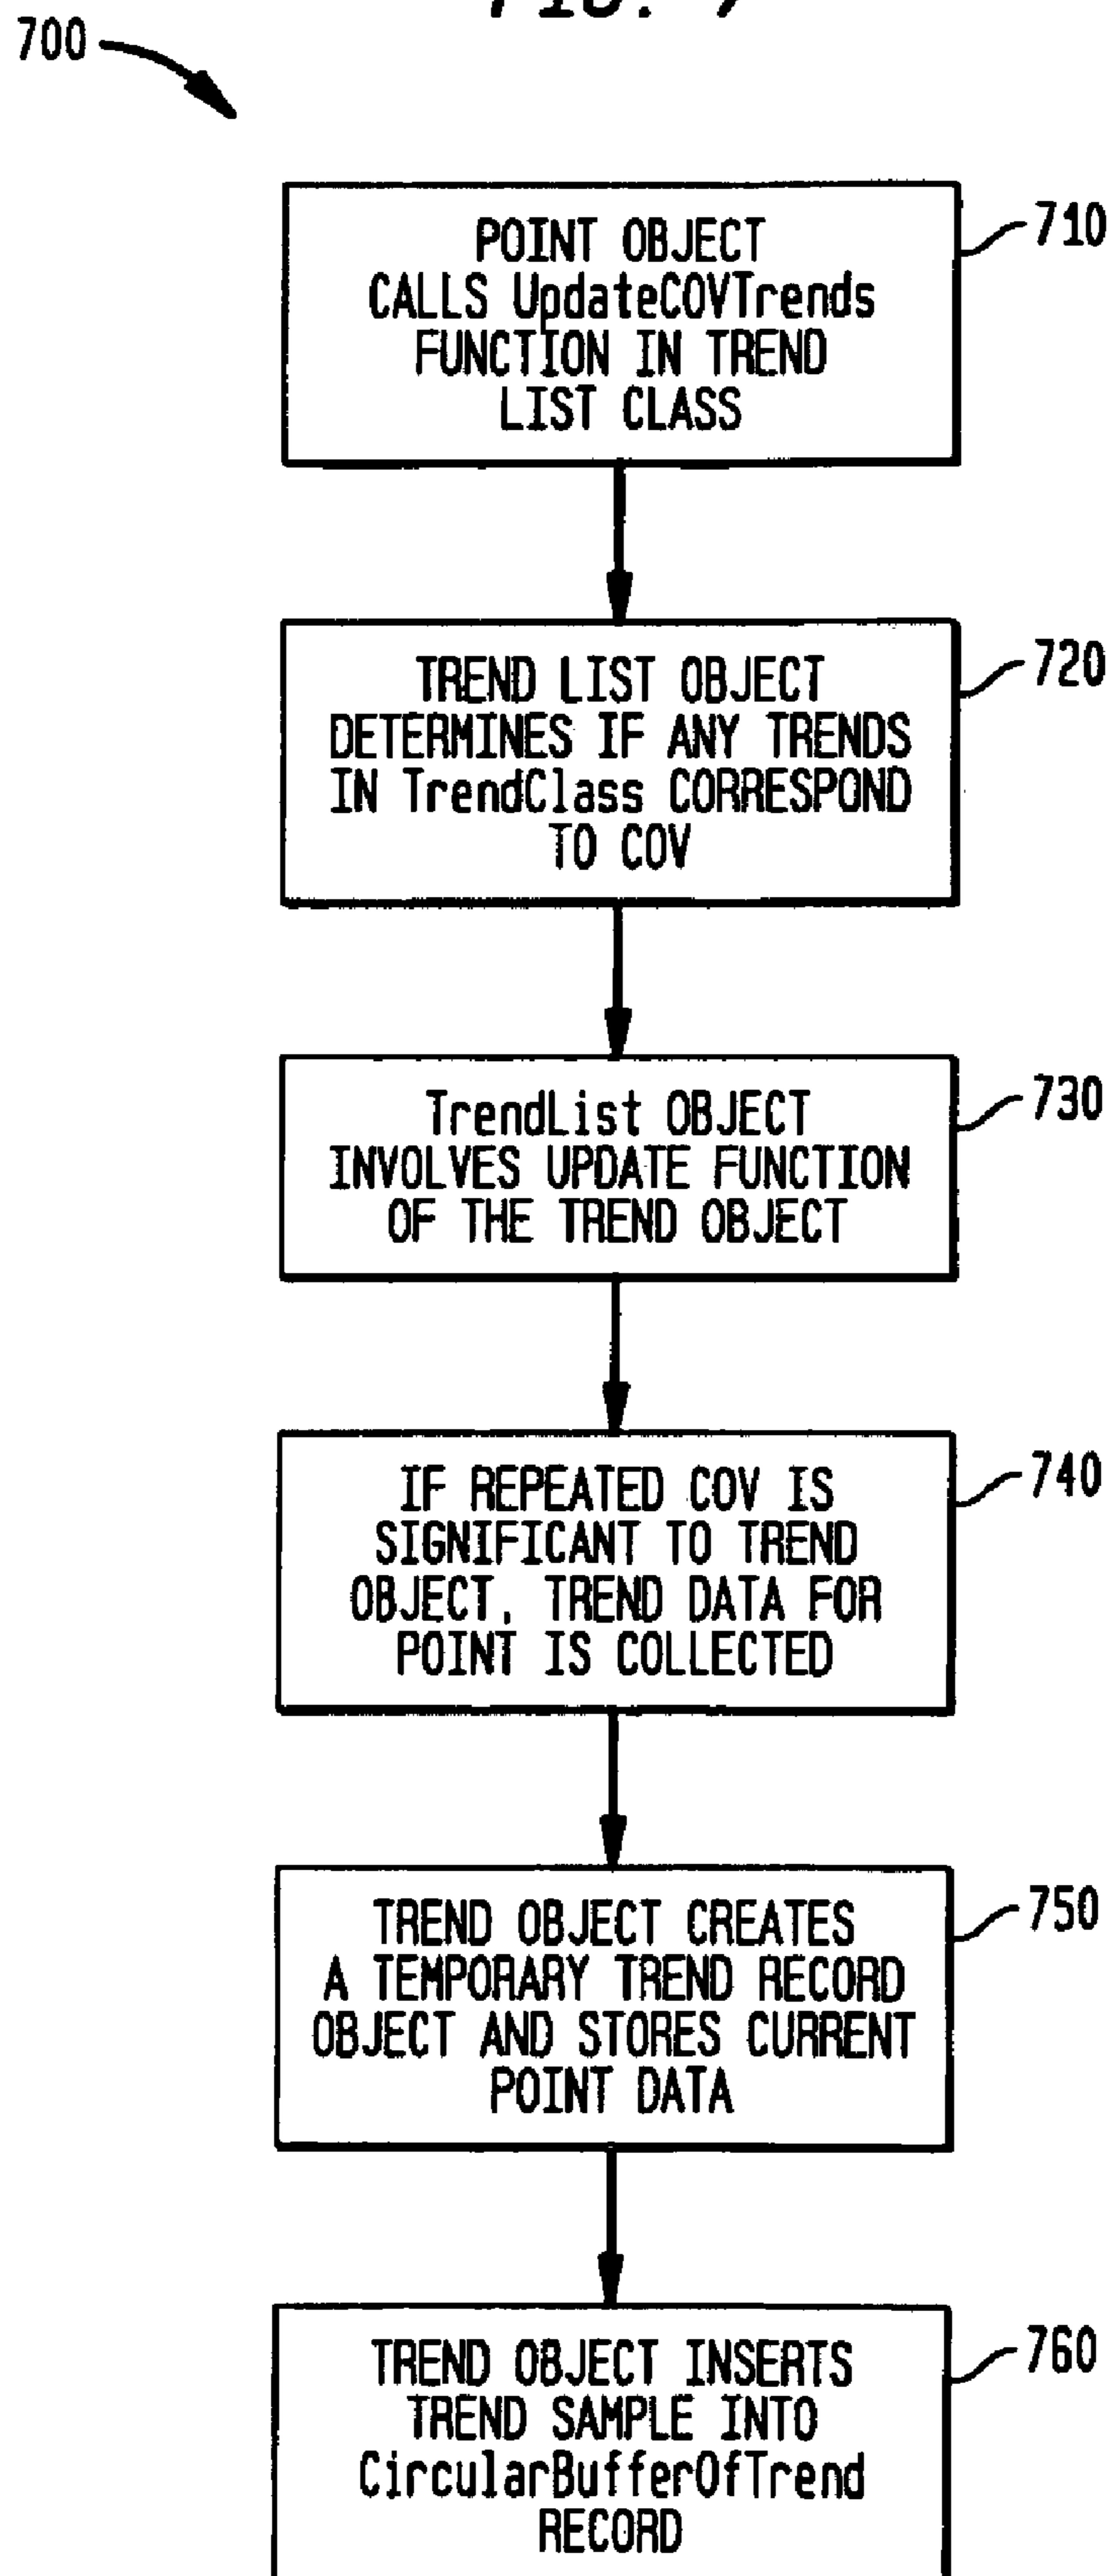 700
POINT OBJECT
CALLS UpdateCOVTrends
FUNCTION IN TREND
LIST CLASS
710
TREND LIST OBJECT
DETERMINES IF ANY TRENDS
IN TrendClass CORRESPOND
TO COV
720
TrendList OBJECT
INVOLVES UPDATE FUNCTION
OF THE TREND OBJECT
730
IF REPEATED COV IS
SIGNIFICANT TO TREND
OBJECT, TREND DATA FOR
POINT IS COLLECTED
740
TREND OBJECT CREATES
A TEMPORARY TREND RECORD
OBJECT AND STORES CURRENT
POINT DATA
750
TREND OBJECT INSERTS
TREND SAMPLE INTO
CircularBufferOfTrend
RECORD
760